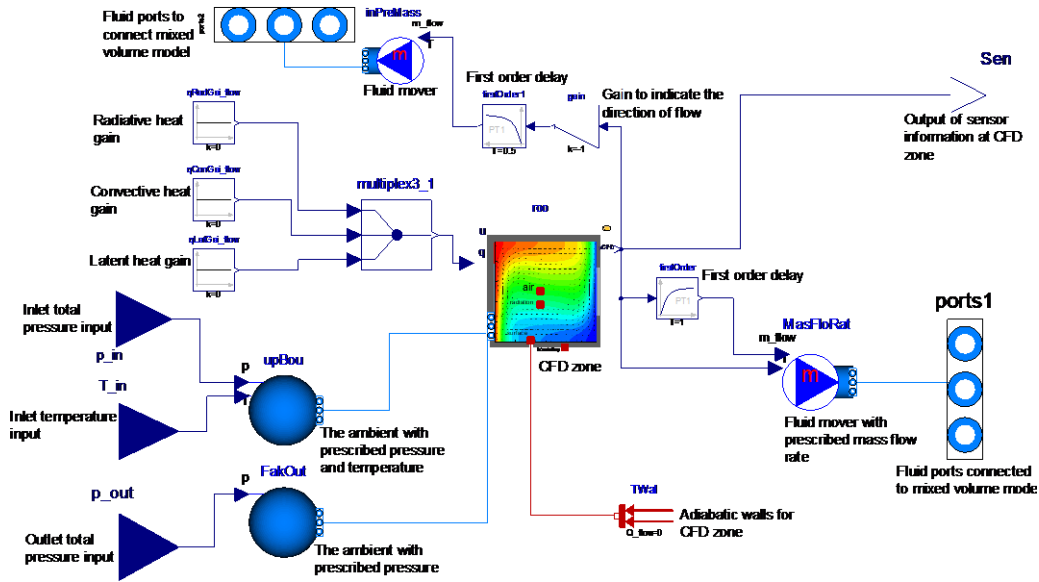 Fluid ports to
connect mixed
volume model
ports2
inPreMass
m_flow
T
m
Fluid mover
First order delay
firstOrder1
PT1
T=0.5
gain
k=-1
Gain to indicate the
direction of flow
Sen
Output of sensor
information at CFD
zone
qRadGai_flow
k=0
Radiative heat
gain
qConGai_flow
k=0
Convective heat
gain
qLatGai_flow
k=0
Latent heat gain
multiplex3_1
roo
u
q
CFD
air
radiation
surface
CFD zone
firstOrder
PT1
T=1
First order delay
MasFloRat
m_flow
T
m
Fluid mover with
prescribed mass flow
rate
ports1
Fluid ports connected
to mixed volume mode
Inlet total
pressure input
p_in
T_in
Inlet temperature
input
upBou
p
T
The ambient with
prescribed pressure
and temperature
FakOut
p
The ambient with
prescribed pressure
p_out
Outlet total
pressure input
TWal
Q_flow=0
Adiabatic walls for
CFD zone